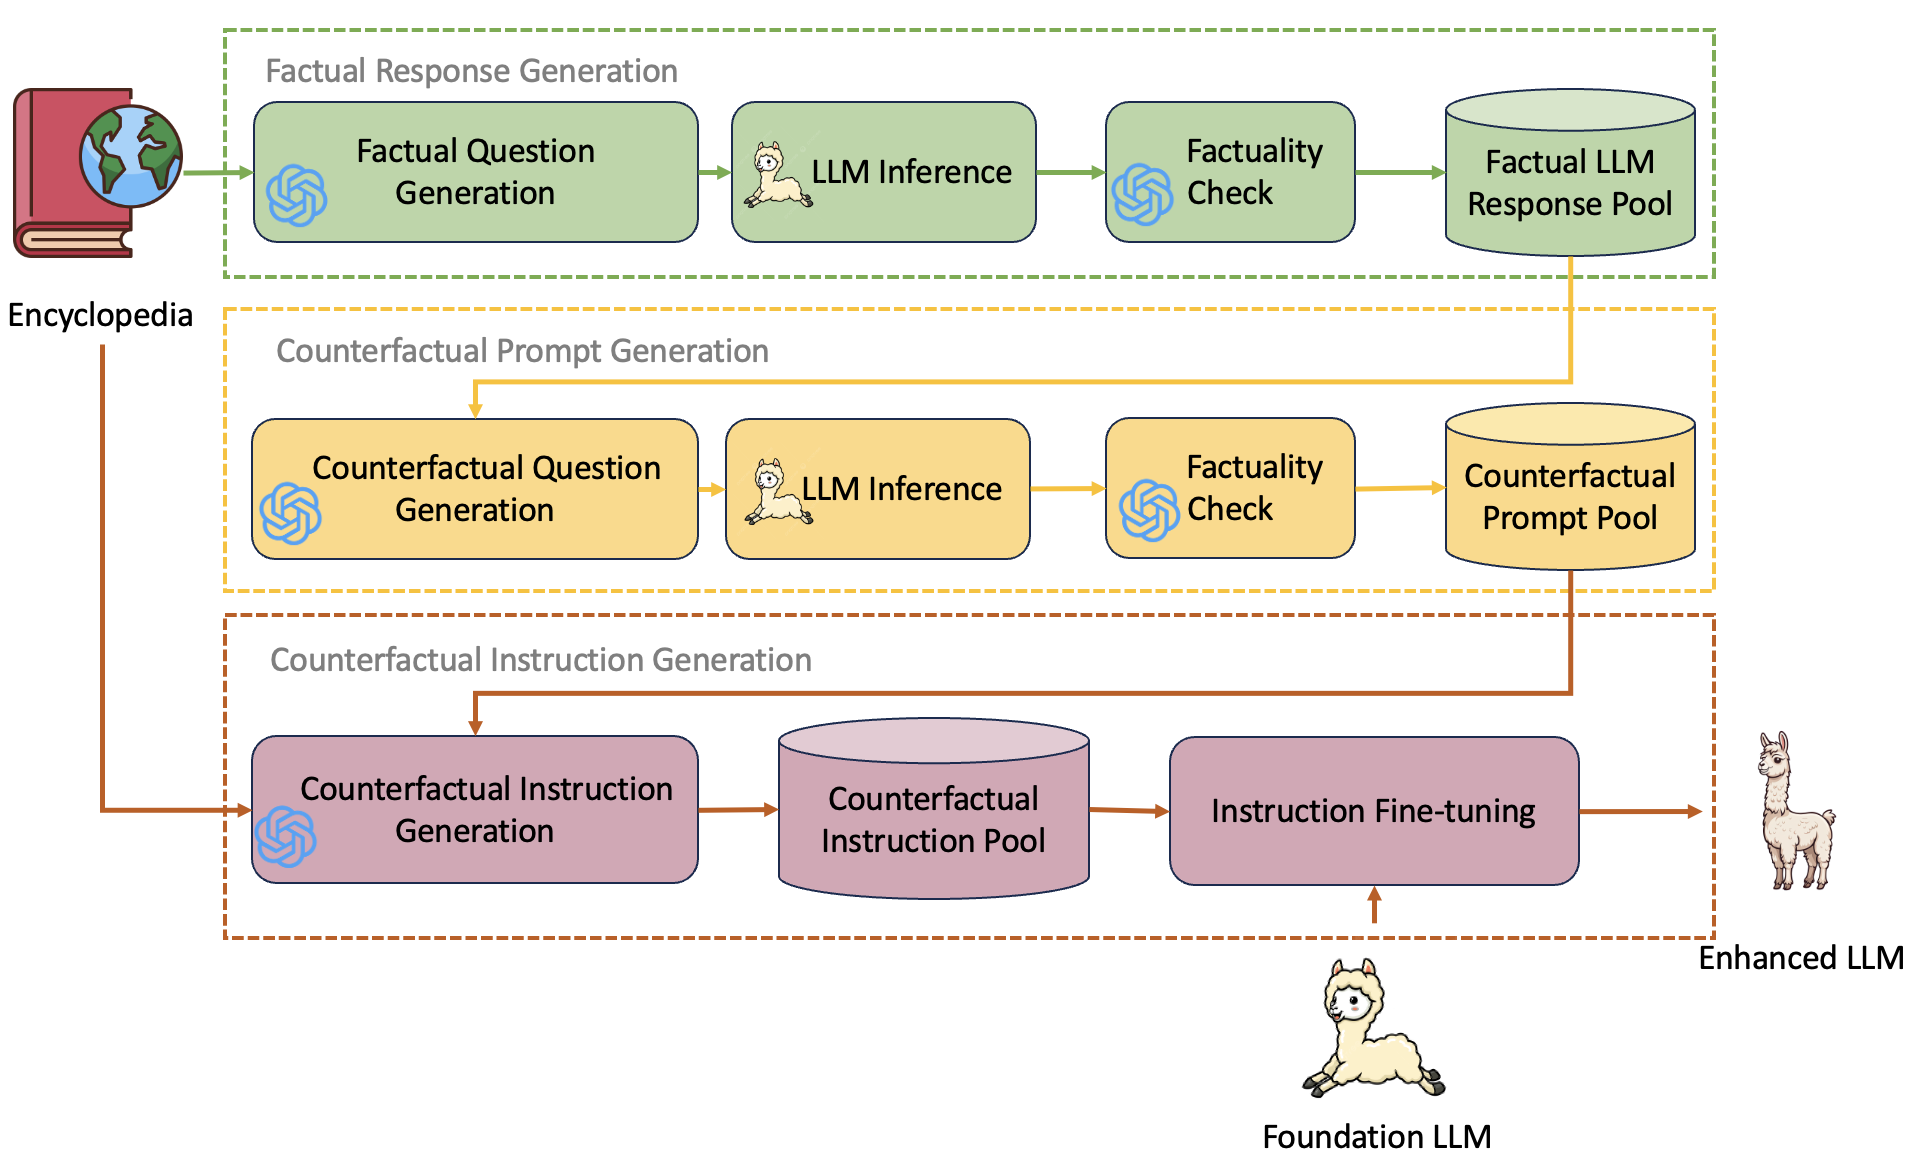 Factual Response Generation
Factual Question
Generation
LLM Inference
Factuality
Check
Factual LLM
Response Pool
Encyclopedia
Counterfactual Prompt Generation
Counterfactual Question
Generation
LLM Inference
Factuality
Check
Counterfactual
Prompt Pool
Counterfactual Instruction Generation
Counterfactual Instruction
Generation
Counterfactual
Instruction Pool
Instruction Fine-tuning
Enhanced LLM
Foundation LLM